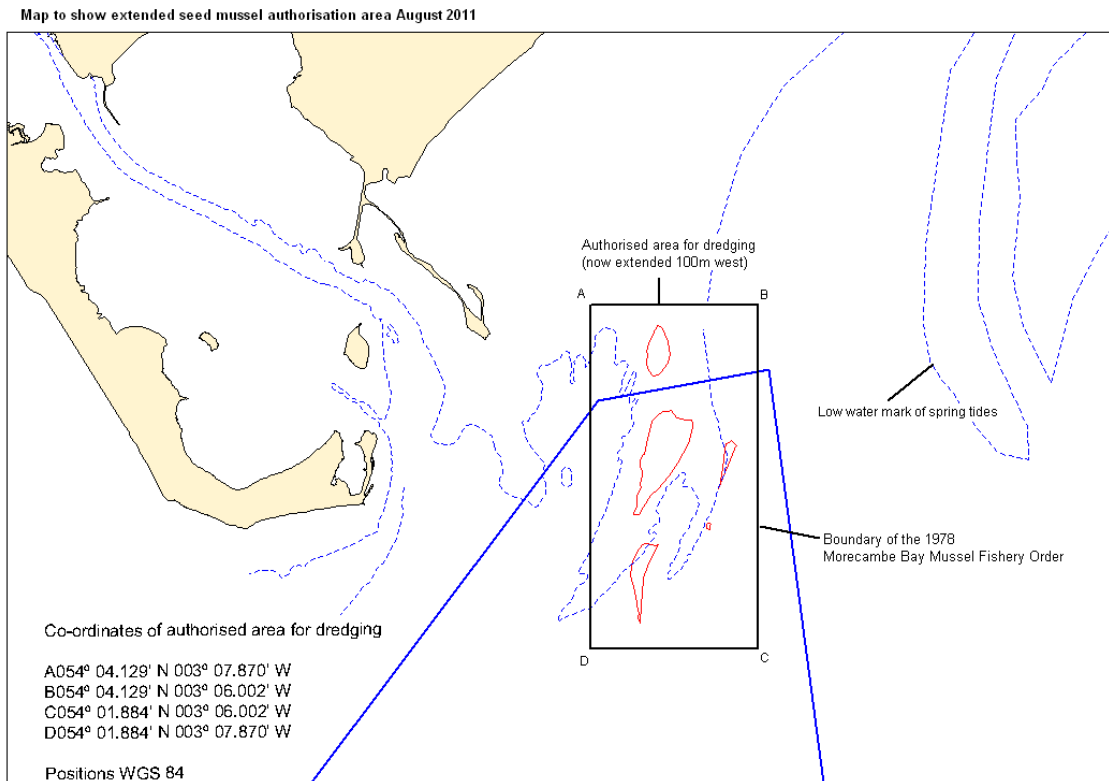 Map to show extended seed mussel authorisation area August 2011
Authorised area for dredging
(now extended 100m west)
A
B
Low water mark of spring tides
Boundary of the 1978
Morecambe Bay Mussel Fishery Order
D
C
Co-ordinates of authorised area for dredging
A054º 04.129' N 003º 07.870' W
B054º 04.129' N 003º 06.002' W
C054º 01.884' N 003º 06.002' W
D054º 01.884' N 003º 07.870' W
Positions WGS 84